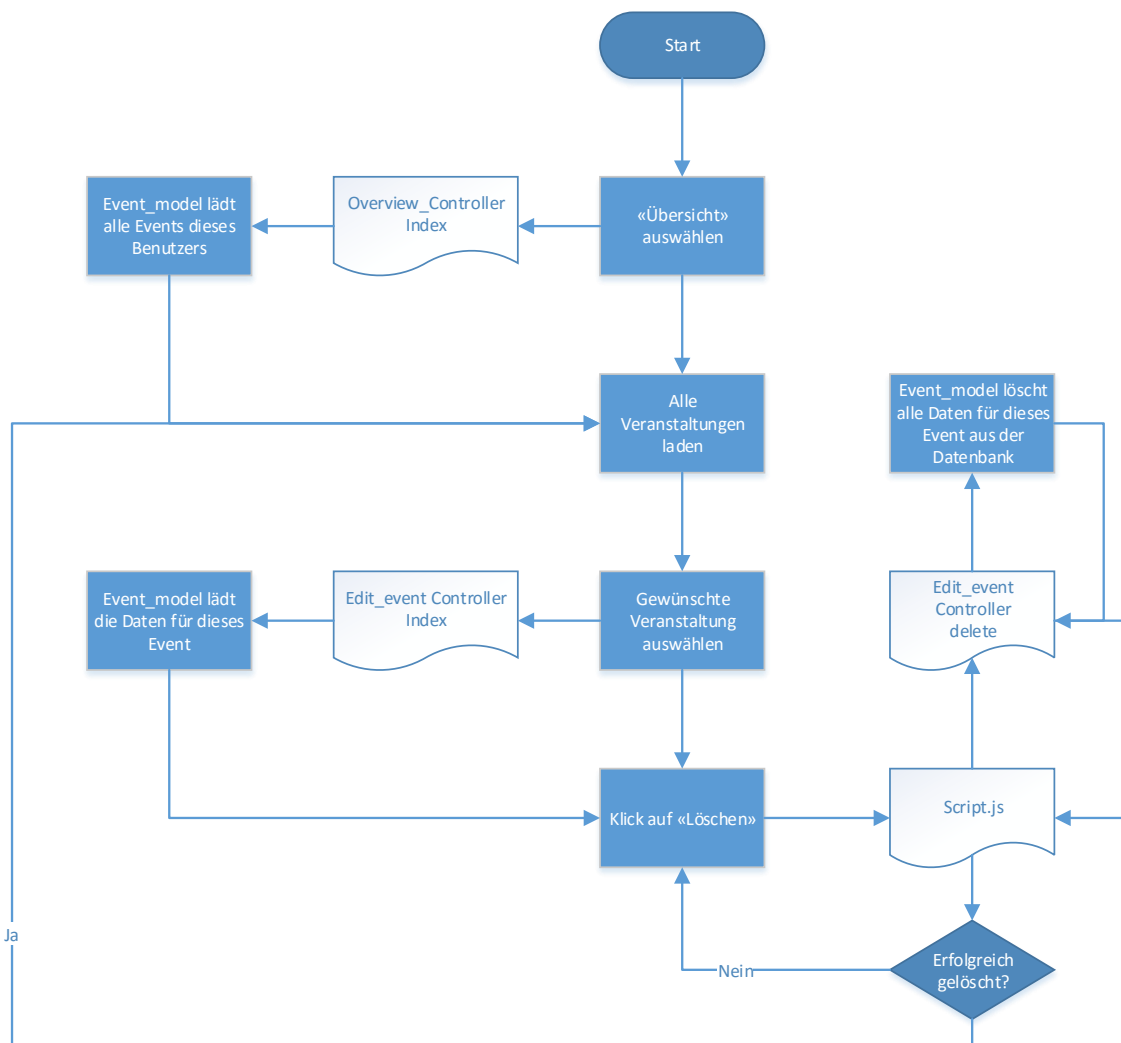 Start
Event_model lädt
alle Events dieses
Benutzers
Overview_Controller
Index
«Übersicht»
auswählen
Alle
Veranstaltungen
laden
Event_model löscht
alle Daten für dieses
Event aus der
Datenbank
Event_model lädt
die Daten für dieses
Event
Edit_event Controller
Index
Gewünschte
Veranstaltung
auswählen
Edit_event
Controller
delete
Klick auf «Löschen»
Script.js
Ja
Nein
Erfolgreich
gelöscht?